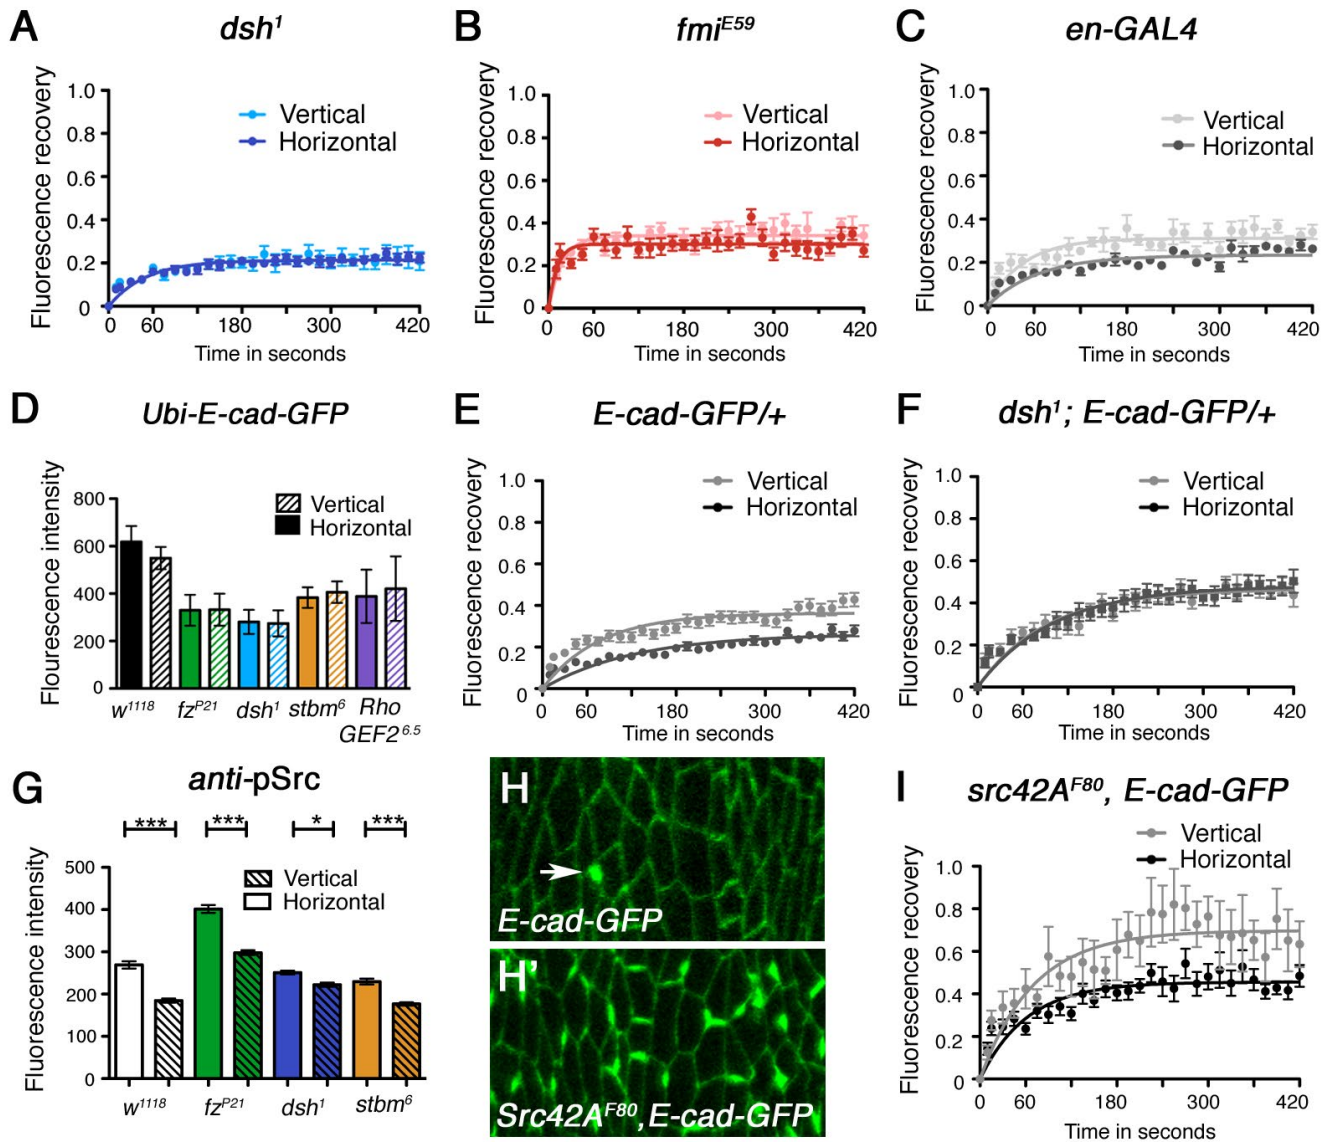 A
dsh¹
Fluorescence recovery
1.0
0.8
0.6
0.4
0.2
0
Vertical
Horizontal
0 60 180 300 420
Time in seconds
B
fmiᴱ⁵⁹
Fluorescence recovery
1.0
0.8
0.6
0.4
0.2
0
Vertical
Horizontal
0 60 180 300 420
Time in seconds
C
en-GAL4
Fluorescence recovery
1.0
0.8
0.6
0.4
0.2
0
Vertical
Horizontal
0 60 180 300 420
Time in seconds
D
Ubi-E-cad-GFP
Flourescence intensity
800
600
400
200
0
Vertical
Horizontal
w¹¹¹⁸ fzᴾ²¹ dsh¹ stbm⁶ Rho
GEF2⁶·⁵
E
E-cad-GFP/+
Fluorescence recovery
1.0
0.8
0.6
0.4
0.2
0
Vertical
Horizontal
0 60 180 300 420
Time in seconds
F
dsh¹; E-cad-GFP/+
Fluorescence recovery
1.0
0.8
0.6
0.4
0.2
0
Vertical
Horizontal
0 60 180 300 420
Time in seconds
G
anti-pSrc
*** *** * ***
Fluorescence intensity
500
400
300
200
100
0
Vertical
Horizontal
w¹¹¹⁸ fzᴾ²¹ dsh¹ stbm⁶
H
E-cad-GFP
H'
Src42Aᶠ⁸⁰,E-cad-GFP
I
src42Aᶠ⁸⁰, E-cad-GFP
Fluorescence recovery
1.0
0.8
0.6
0.4
0.2
0
Vertical
Horizontal
0 60 180 300 420
Time in seconds